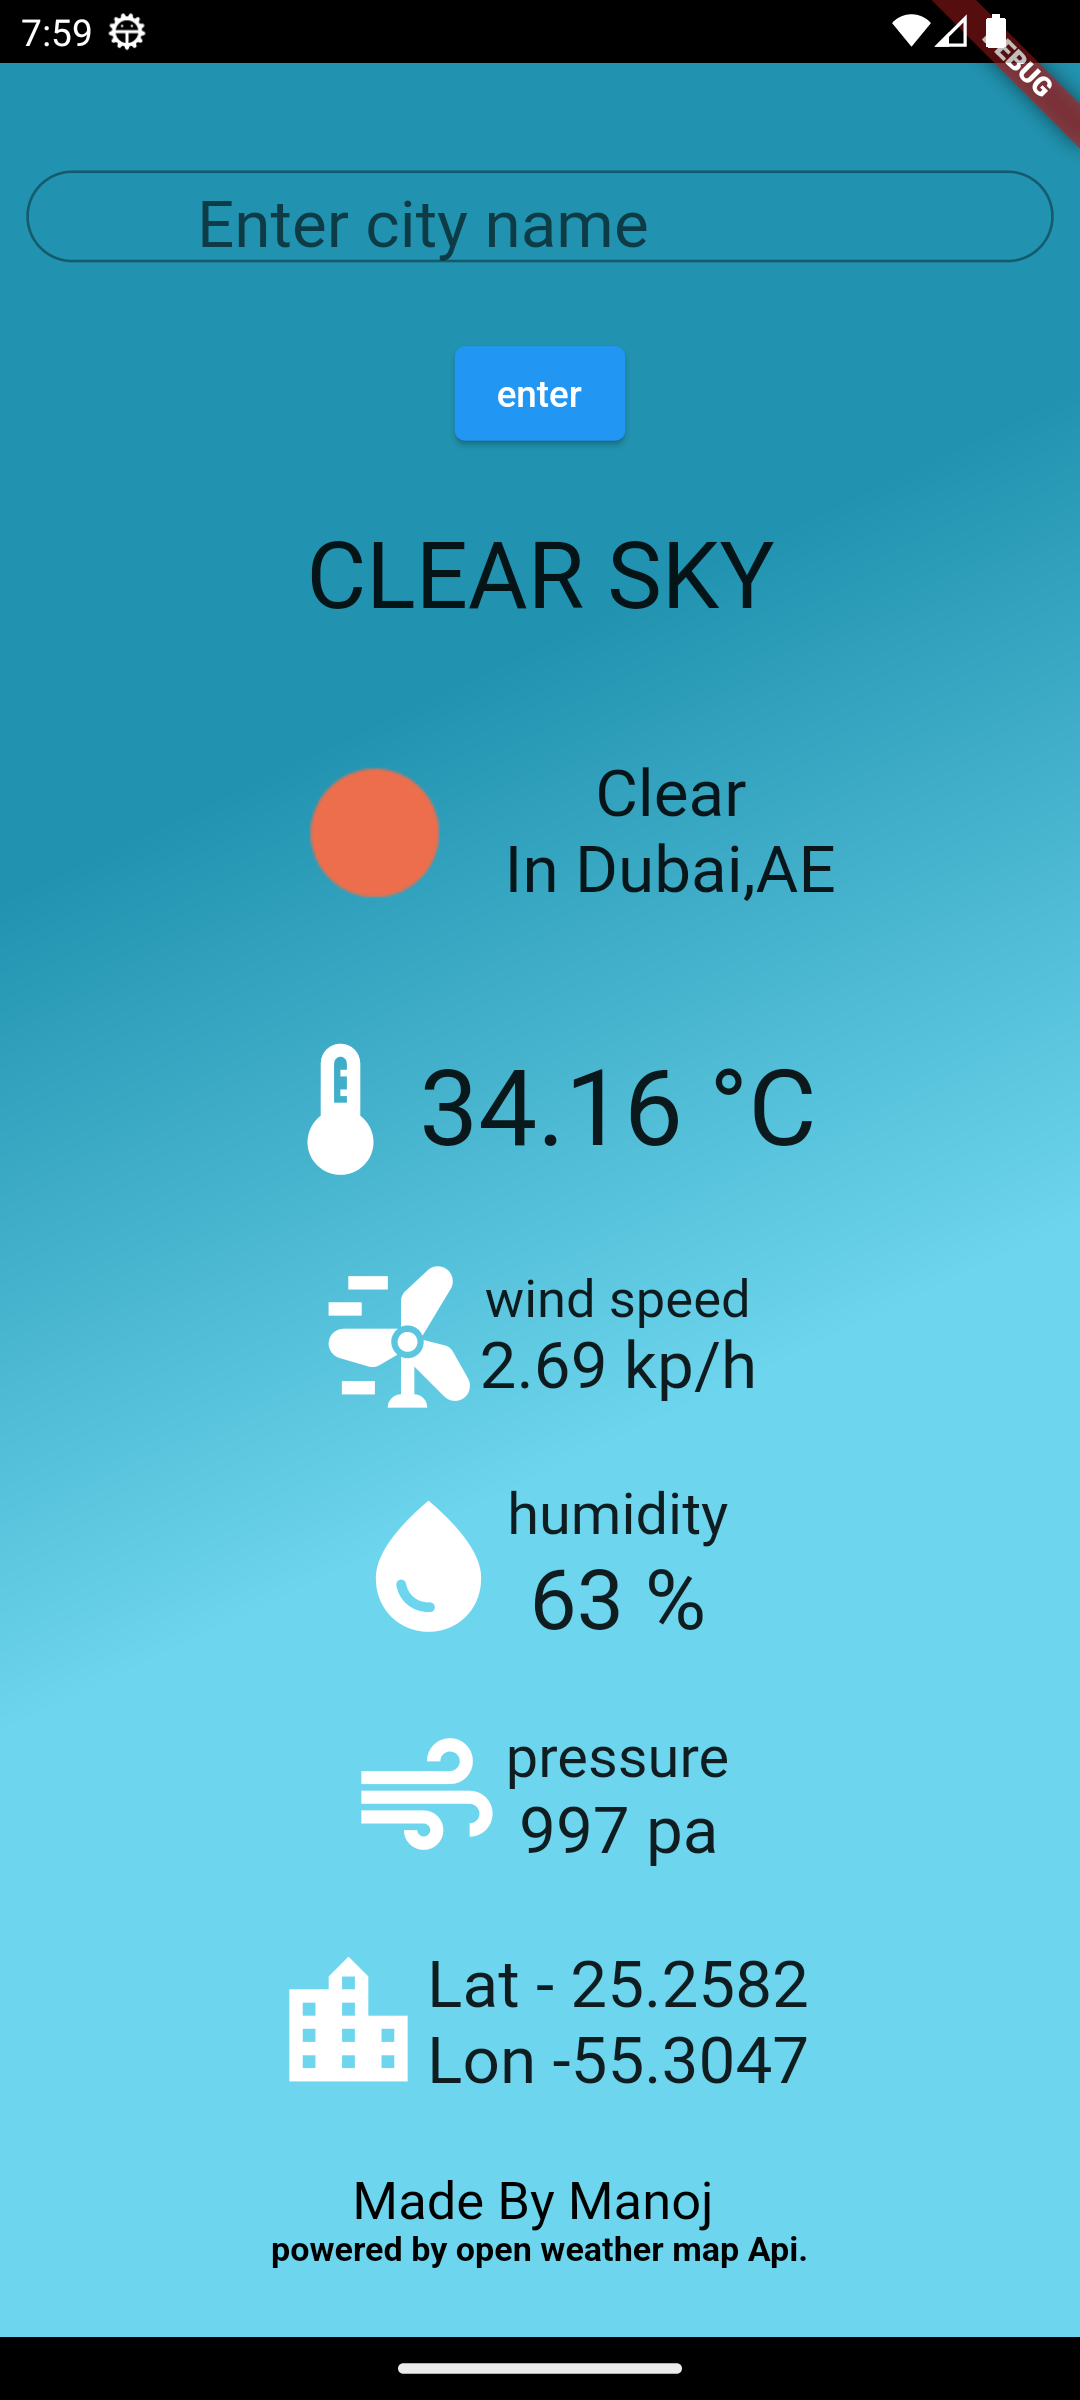 7:59
DEBUG
Enter city name
enter
CLEAR SKY
Clear
In Dubai,AE
34.16 °C
wind speed
2.69 kp/h
humidity
63 %
pressure
997 pa
Lat - 25.2582
Lon -55.3047
Made By Manoj
powered by open weather map Api.